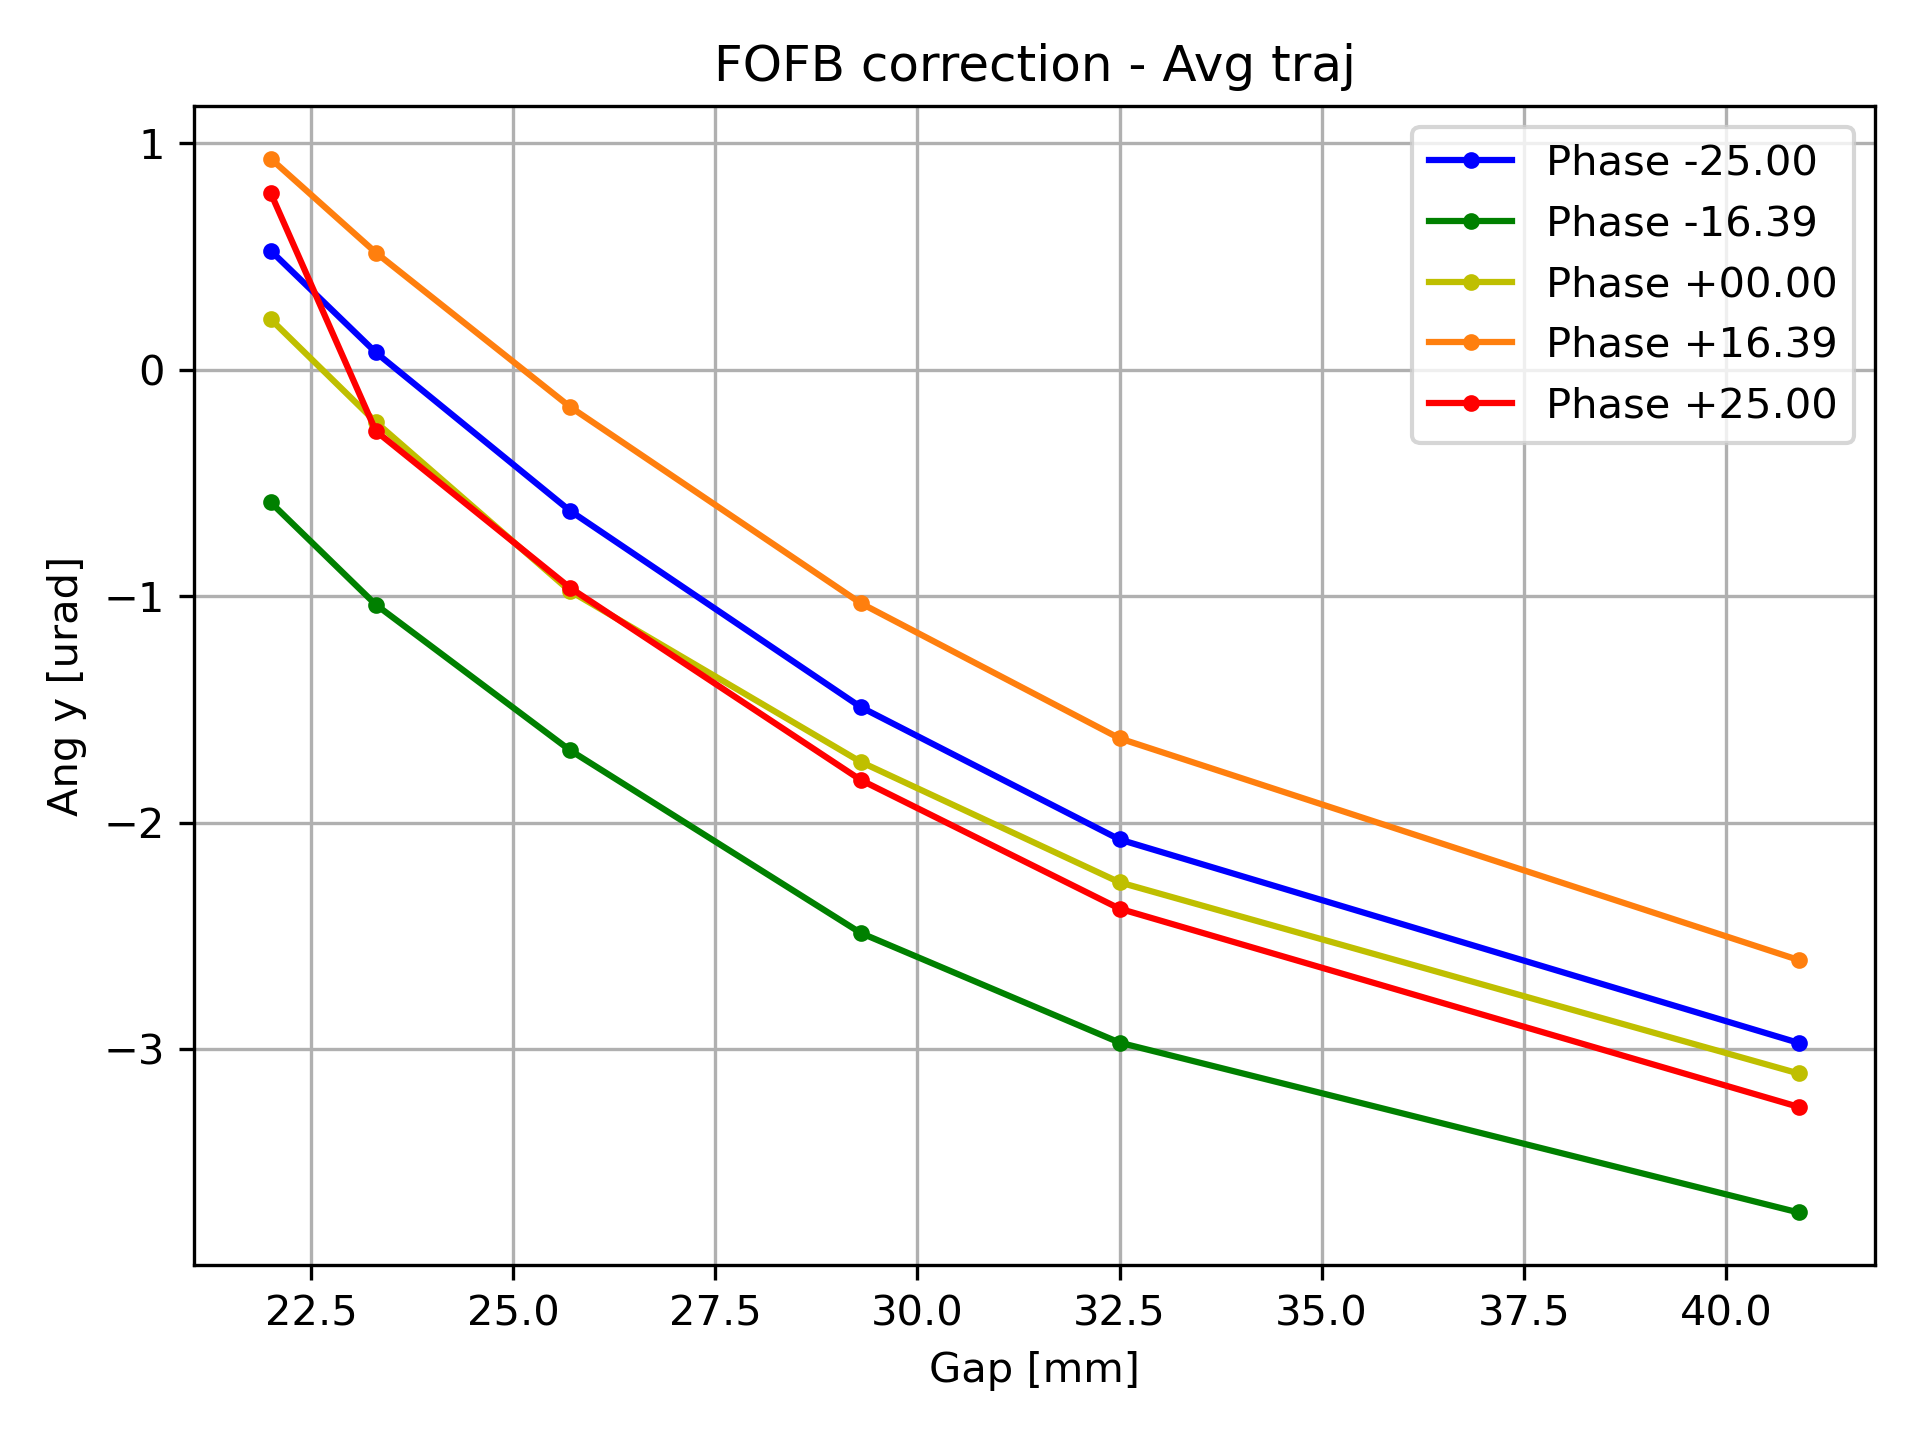 FOFB correction - Avg traj
Phase -25.00
Phase -16.39
Phase +00.00
Phase +16.39
Phase +25.00
Ang y [urad]
1
0
−1
−2
−3
22.5 25.0 27.5 30.0 32.5 35.0 37.5 40.0
Gap [mm]